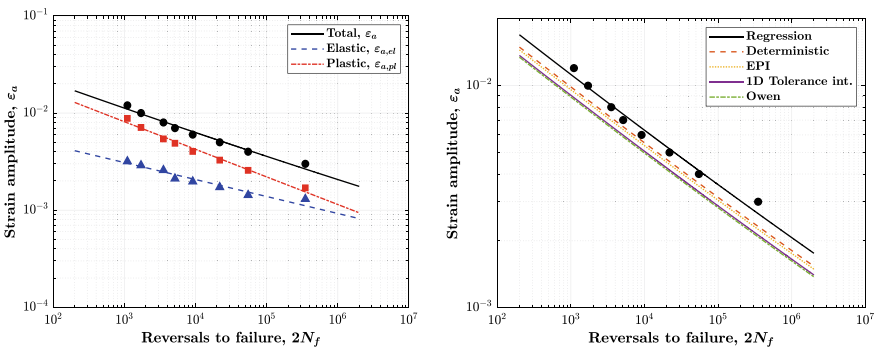 10^-1
10^-2
10^-3
10^-4
10^2
10^3
10^4
10^5
10^6
10^7
Strain amplitude, ε_a
Reversals to failure, 2N_f
Total, ε_a
Elastic, ε_{a,el}
Plastic, ε_{a,pl}
10^-2
10^-3
10^2
10^3
10^4
10^5
10^6
10^7
Strain amplitude, ε_a
Reversals to failure, 2N_f
Regression
Deterministic
EPI
1D Tolerance int.
Owen